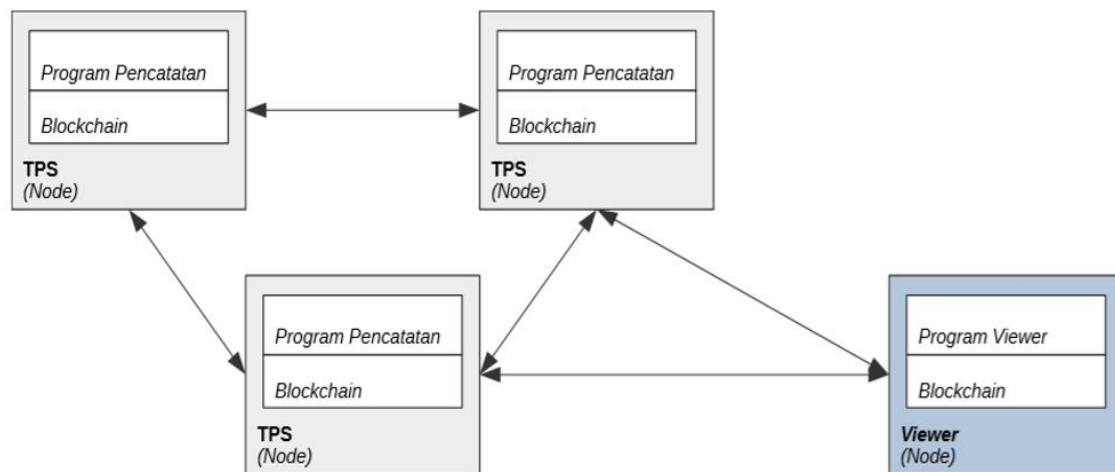 Program Pencatatan
Blockchain
TPS
(Node)
Program Pencatatan
Blockchain
TPS
(Node)
Program Pencatatan
Blockchain
TPS
(Node)
Program Viewer
Blockchain
Viewer
(Node)